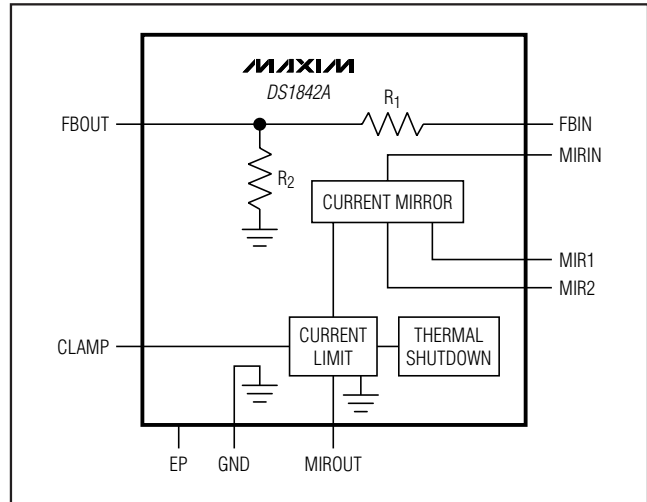 MAXIM
DS1842A
FBOUT
R1
FBIN
MIRIN
R2
CURRENT MIRROR
MIR1
MIR2
CLAMP
CURRENT
LIMIT
THERMAL
SHUTDOWN
EP
GND
MIROUT